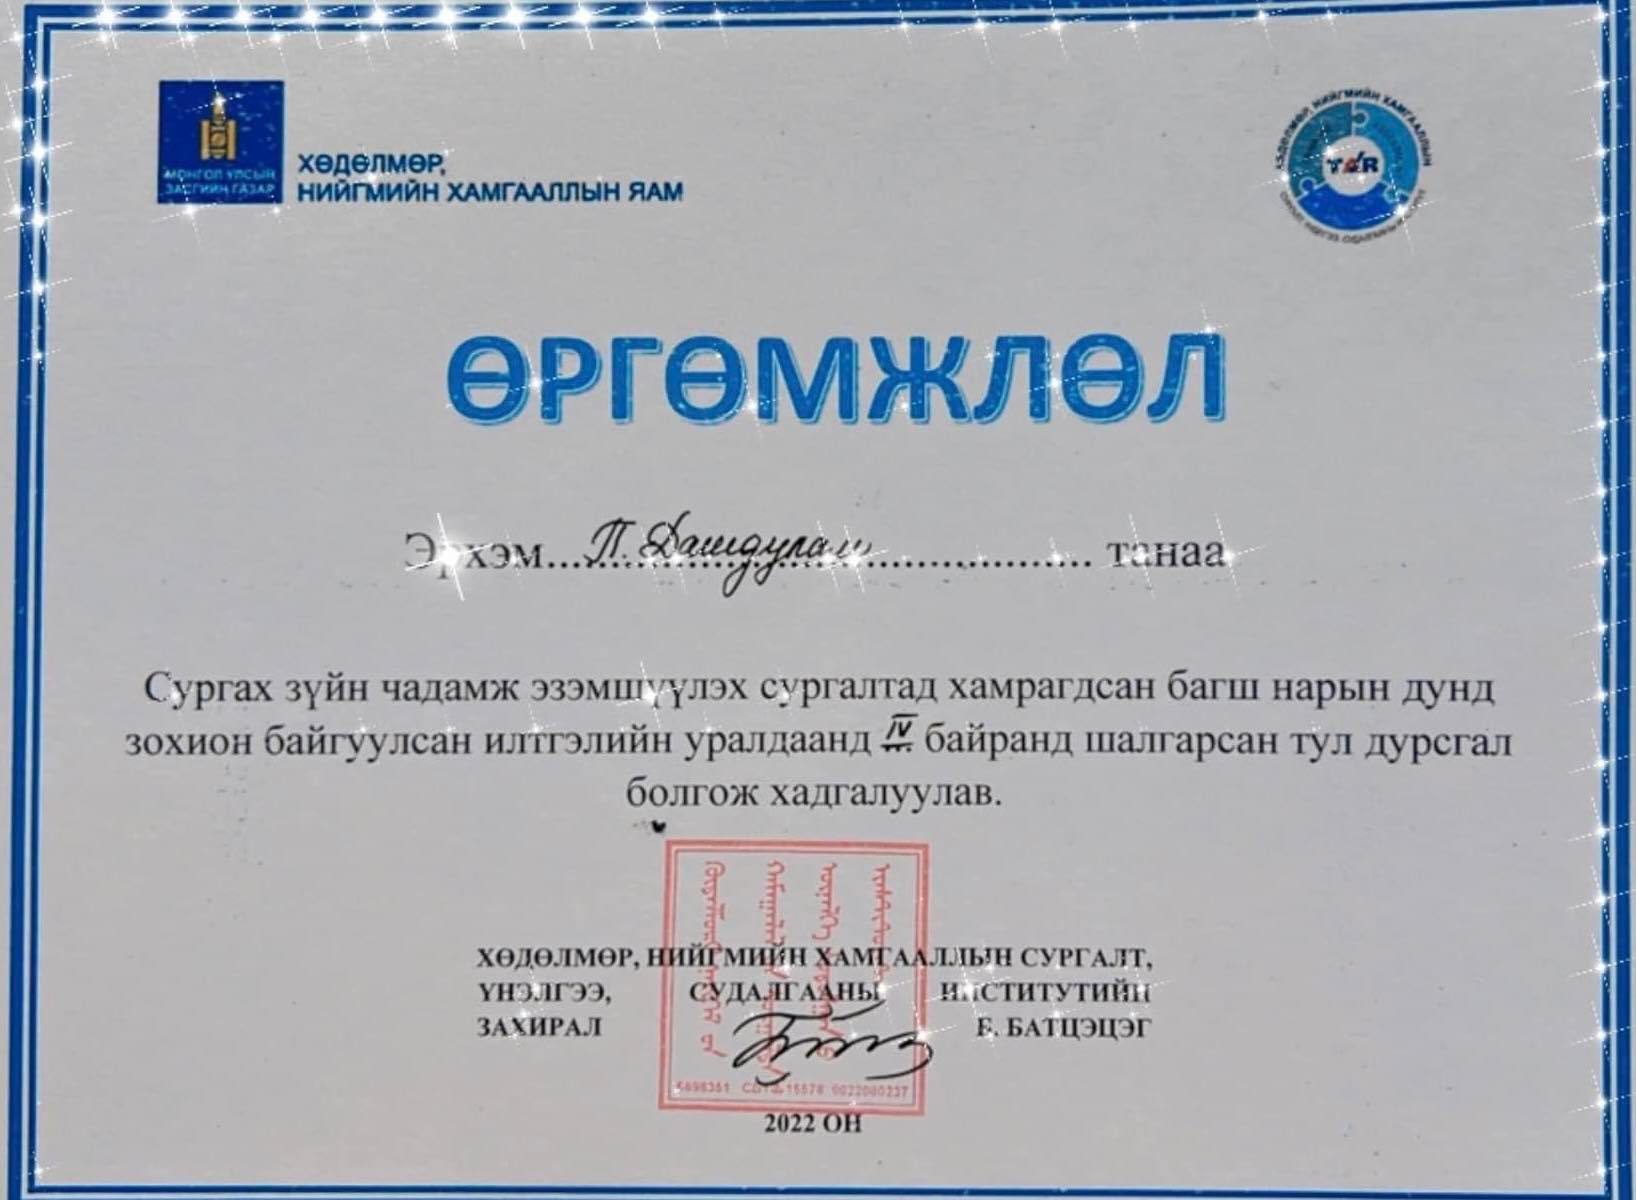 МОНГОЛ УЛСЫН
ЗАСГИЙН ГАЗАР
ХӨДӨЛМӨР,
НИЙГМИЙН ХАМГААЛЛЫН ЯАМ
ХӨДӨЛМӨР, НИЙГМИЙН ХАМГААЛЛЫН
ӨРГӨМЖЛӨЛ
Эрхэм... П. Дашдулам ... танаа
Сургах зүйн чадамж эзэмшүүлэх сургалтад хамрагдсан багш нарын дунд
зохион байгуулсан илтгэлийн уралдаанд IV байранд шалгарсан тул дурсгал
болгож хадгалуулав.
ХӨДӨЛМӨР, НИЙГМИЙН ХАМГААЛЛЫН СУРГАЛТ,
ҮНЭЛГЭЭ, СУДАЛГААНЫ ИНСТИТУТИЙН
ЗАХИРАЛ Б. БАТЦЭЦЭГ
2022 ОН